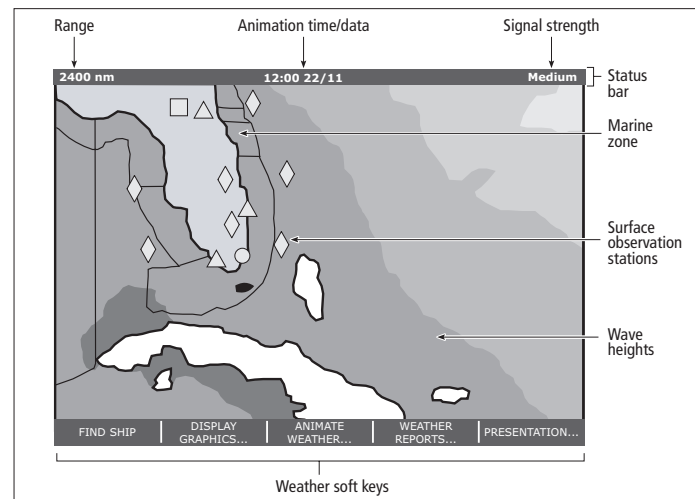 Range
Animation time/data
Signal strength
2400 nm
12:00 22/11
Medium
Status
bar
Marine
zone
Surface
observation
stations
Wave
heights
FIND SHIP
DISPLAY
GRAPHICS...
ANIMATE
WEATHER...
WEATHER
REPORTS...
PRESENTATION...
Weather soft keys